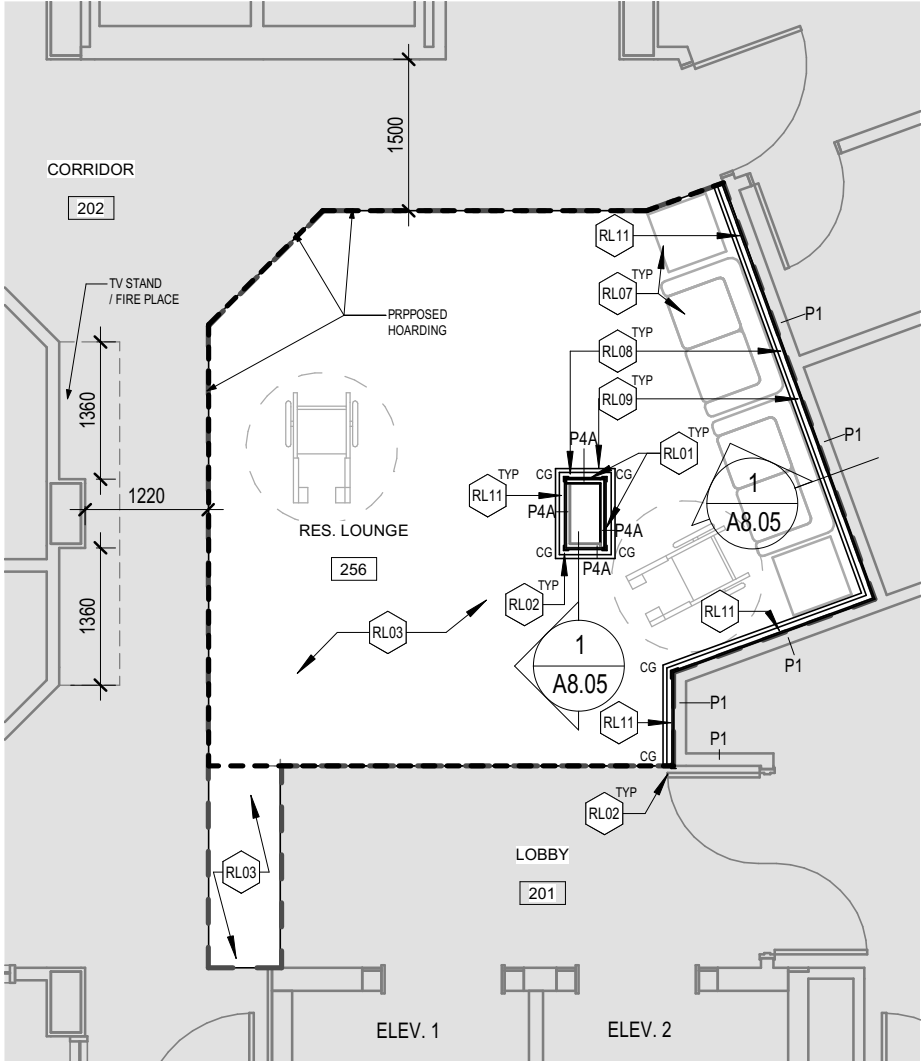 1500
CORRIDOR
202
TV STAND
/ FIRE PLACE
PRPPOSED
HOARDING
RL11
TYP
RL07
P1
TYP
RL08
TYP
RL09
P1
1360
1220
P4A
TYP
RL01
CG
CG
TYP
RL11
P4A
P4A
CG
CG
P4A
1
A8.05
RES. LOUNGE
256
TYP
RL02
RL11
1360
RL03
1
A8.05
P1
CG
P1
RL11
P1
CG
TYP
RL02
LOBBY
201
RL03
ELEV. 1
ELEV. 2